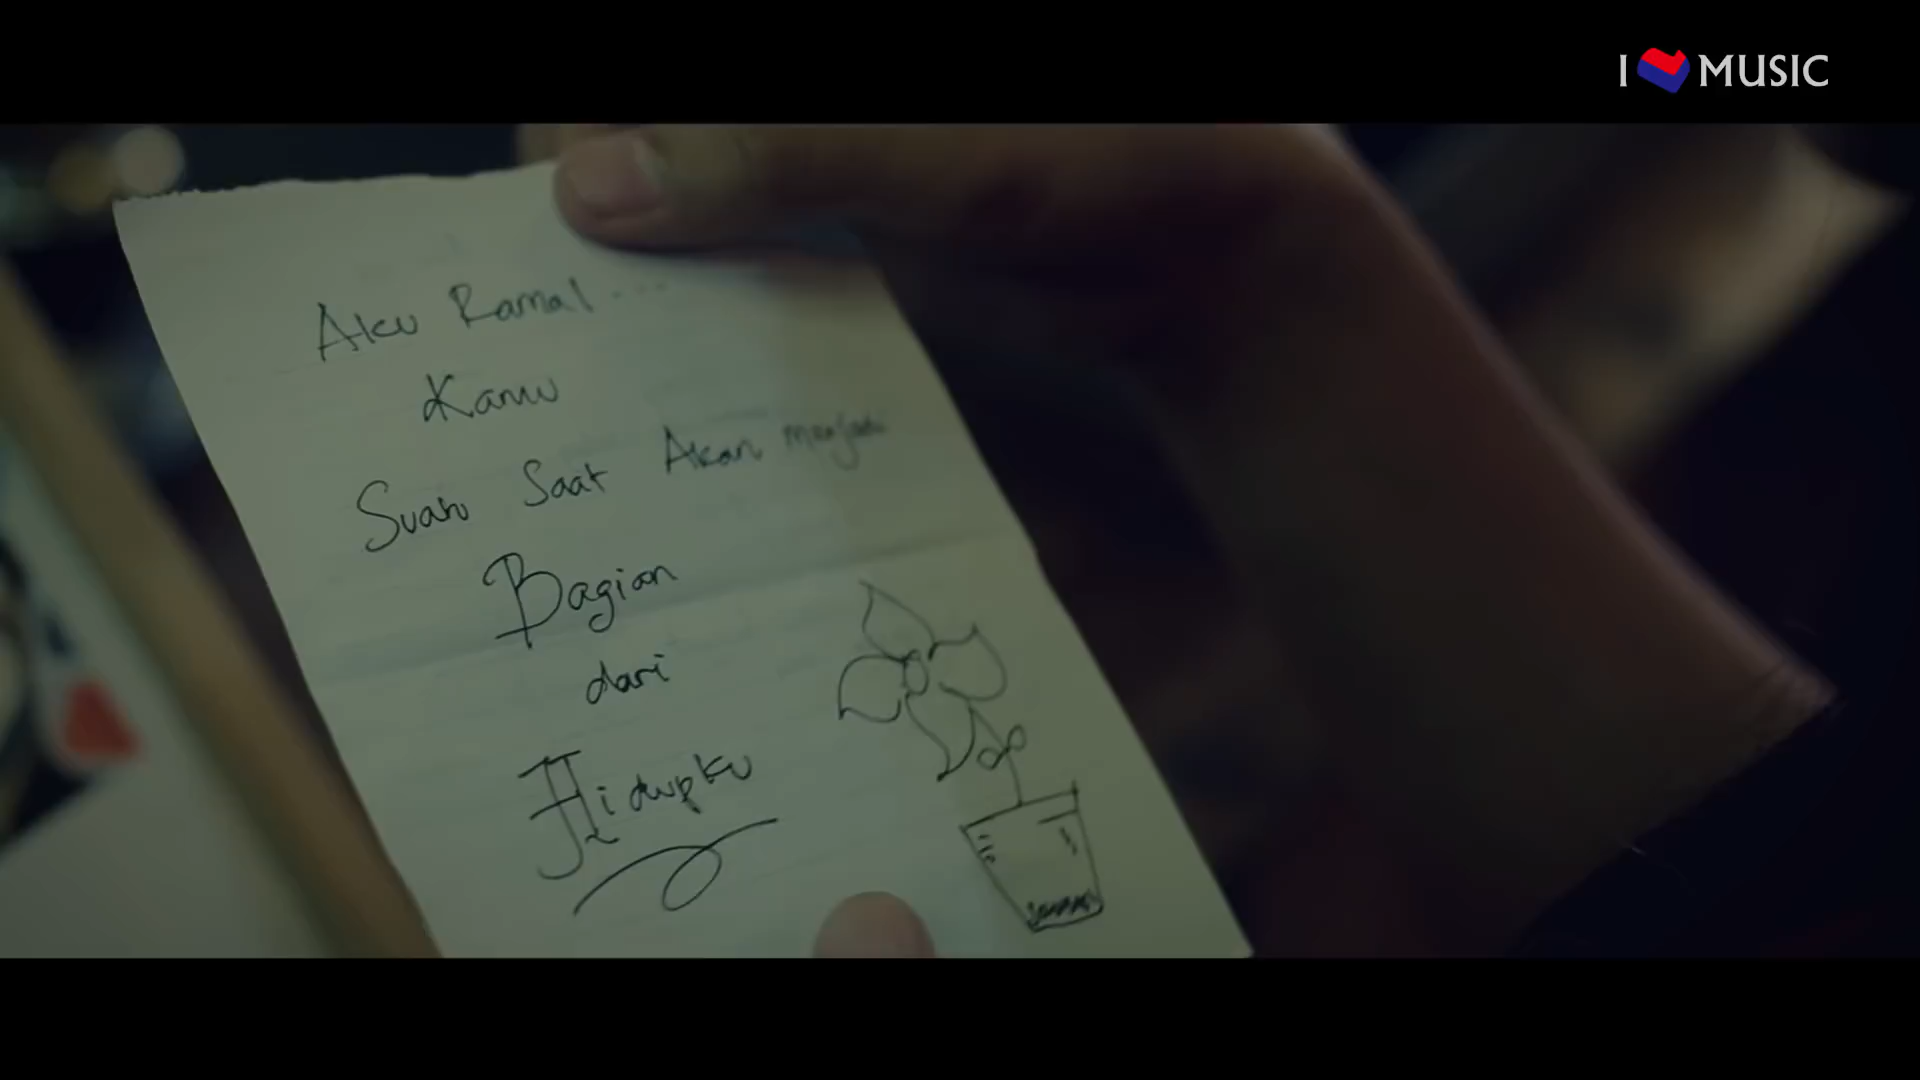 I MUSIC
Aku Ramal ....
Kamu
Suatu Saat Akan Menjadi
Bagian
dari
Hidupku